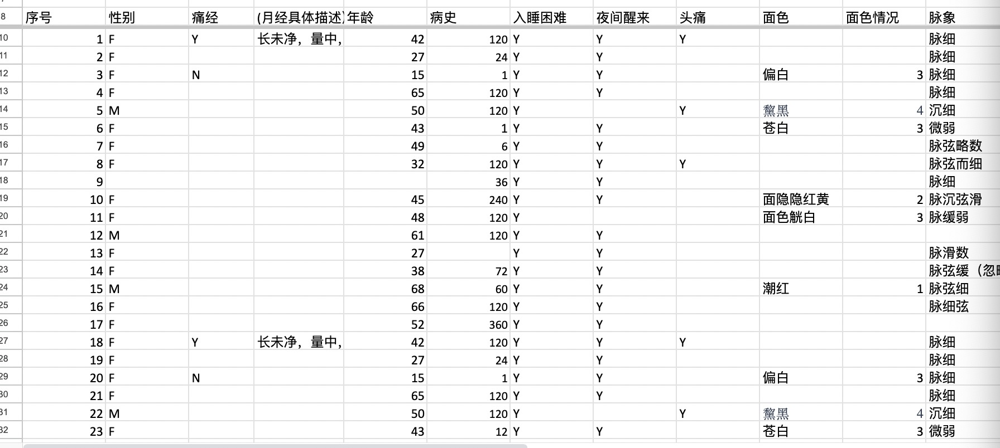 8 序号 性别 痛经 (月经具体描述) 年龄 病史 入睡困难 夜间醒来 头痛 面色 面色情况 脉象
10 1 F Y 长未净，量中， 42 120 Y Y Y 脉细
11 2 F 27 24 Y Y 脉细
12 3 F N 15 1 Y Y 偏白 3 脉细
13 4 F 65 120 Y Y 脉细
14 5 M 50 120 Y Y 黧黑 4 沉细
15 6 F 43 1 Y Y 苍白 3 微弱
16 7 F 49 6 Y Y 脉弦略数
17 8 F 32 120 Y Y Y 脉弦而细
18 9 36 Y Y 脉细
19 10 F 45 240 Y Y 面隐隐红黄 2 脉沉弦滑
20 11 F 48 120 Y 面色觥白 3 脉缓弱
21 12 M 61 120 Y Y
22 13 F 27 Y Y 脉滑数
23 14 F 38 72 Y Y 脉弦缓（忽
24 15 M 68 60 Y Y 潮红 1 脉弦细
25 16 F 66 120 Y Y 脉细弦
26 17 F 52 360 Y Y
27 18 F Y 长未净，量中， 42 120 Y Y Y 脉细
28 19 F 27 24 Y Y 脉细
29 20 F N 15 1 Y Y 偏白 3 脉细
30 21 F 65 120 Y Y 脉细
31 22 M 50 120 Y Y 黧黑 4 沉细
32 23 F 43 12 Y Y 苍白 3 微弱